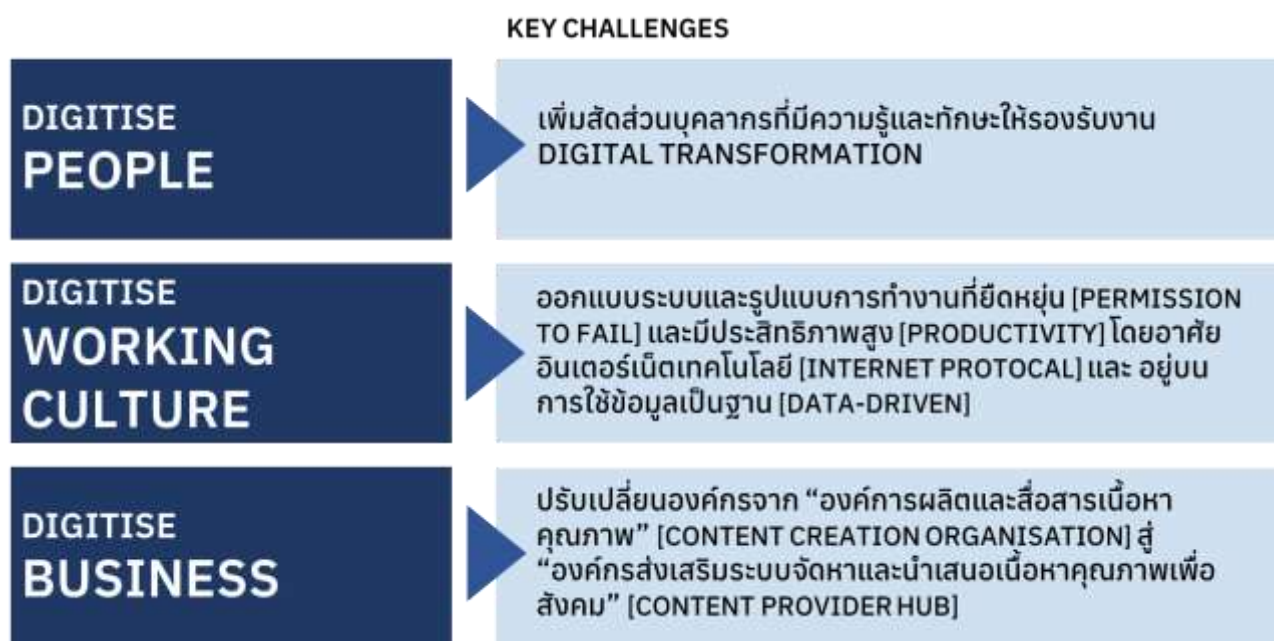 KEY CHALLENGES
DIGITISE
PEOPLE
เพิ่มสัดส่วนบุคลากรที่มีความรู้และทักษะให้รองรับงาน
DIGITAL TRANSFORMATION
DIGITISE
WORKING
CULTURE
ออกแบบระบบและรูปแบบการทำงานที่ยืดหยุ่น [PERMISSION
TO FAIL] และมีประสิทธิภาพสูง [PRODUCTIVITY] โดยอาศัย
อินเตอร์เน็ตเทคโนโลยี [INTERNET PROTOCAL] และ อยู่บน
การใช้ข้อมูลเป็นฐาน [DATA-DRIVEN]
DIGITISE
BUSINESS
ปรับเปลี่ยนองค์กรจาก “องค์การผลิตและสื่อสารเนื้อหา
คุณภาพ” [CONTENT CREATION ORGANISATION] สู่
“องค์กรส่งเสริมระบบจัดหาและนำเสนอเนื้อหาคุณภาพเพื่อ
สังคม” [CONTENT PROVIDER HUB]